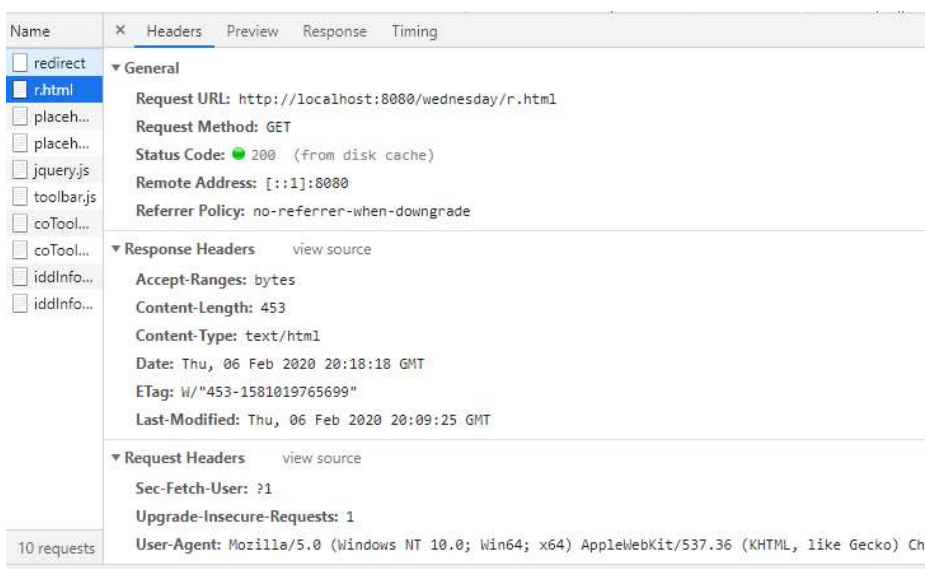 Name
× Headers Preview Response Timing
redirect
r.html
placeh...
placeh...
jquery.js
toolbar.js
coTool...
coTool...
iddInfo...
iddInfo...
10 requests
▼ General
Request URL: http://localhost:8080/wednesday/r.html
Request Method: GET
Status Code: 200 (from disk cache)
Remote Address: [::1]:8080
Referrer Policy: no-referrer-when-downgrade
▼ Response Headers view source
Accept-Ranges: bytes
Content-Length: 453
Content-Type: text/html
Date: Thu, 06 Feb 2020 20:18:18 GMT
ETag: W/"453-1581019765699"
Last-Modified: Thu, 06 Feb 2020 20:09:25 GMT
▼ Request Headers view source
Sec-Fetch-User: ?1
Upgrade-Insecure-Requests: 1
User-Agent: Mozilla/5.0 (Windows NT 10.0; Win64; x64) AppleWebKit/537.36 (KHTML, like Gecko) Ch